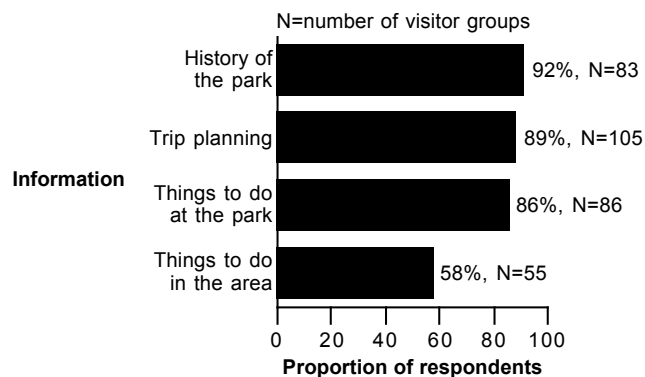 N=number of visitor groups
History of
the park
92%, N=83
Trip planning
89%, N=105
Information
Things to do
at the park
86%, N=86
Things to do
in the area
58%, N=55
0 20 40 60 80 100
Proportion of respondents